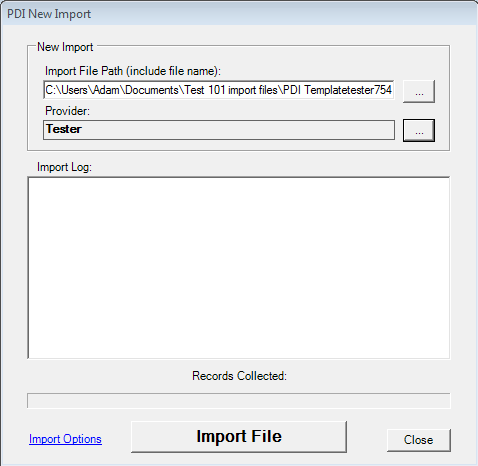 PDI New Import
New Import
Import File Path (include file name):
C:\Users\Adam\Documents\Test 101 import files\PDI Templatetester754
...
Provider:
Tester
...
Import Log:
Records Collected:
Import Options
Import File
Close